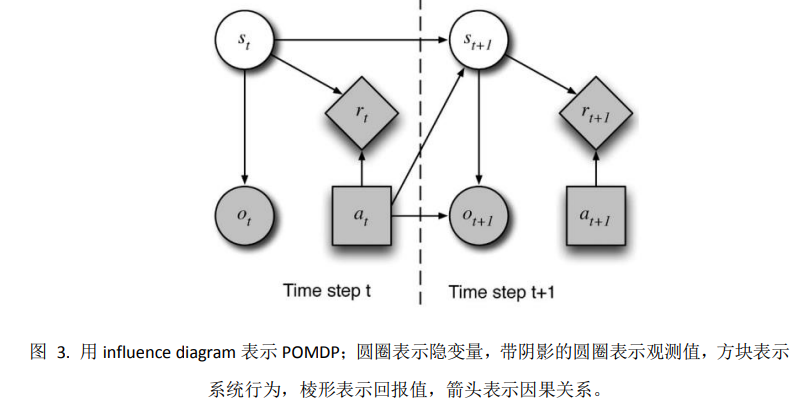 s_t
s_{t+1}
r_t
r_{t+1}
o_t
a_t
o_{t+1}
a_{t+1}
Time step t
Time step t+1
图 3. 用 influence diagram 表示 POMDP；圆圈表示隐变量，带阴影的圆圈表示观测值，方块表示
系统行为，棱形表示回报值，箭头表示因果关系。